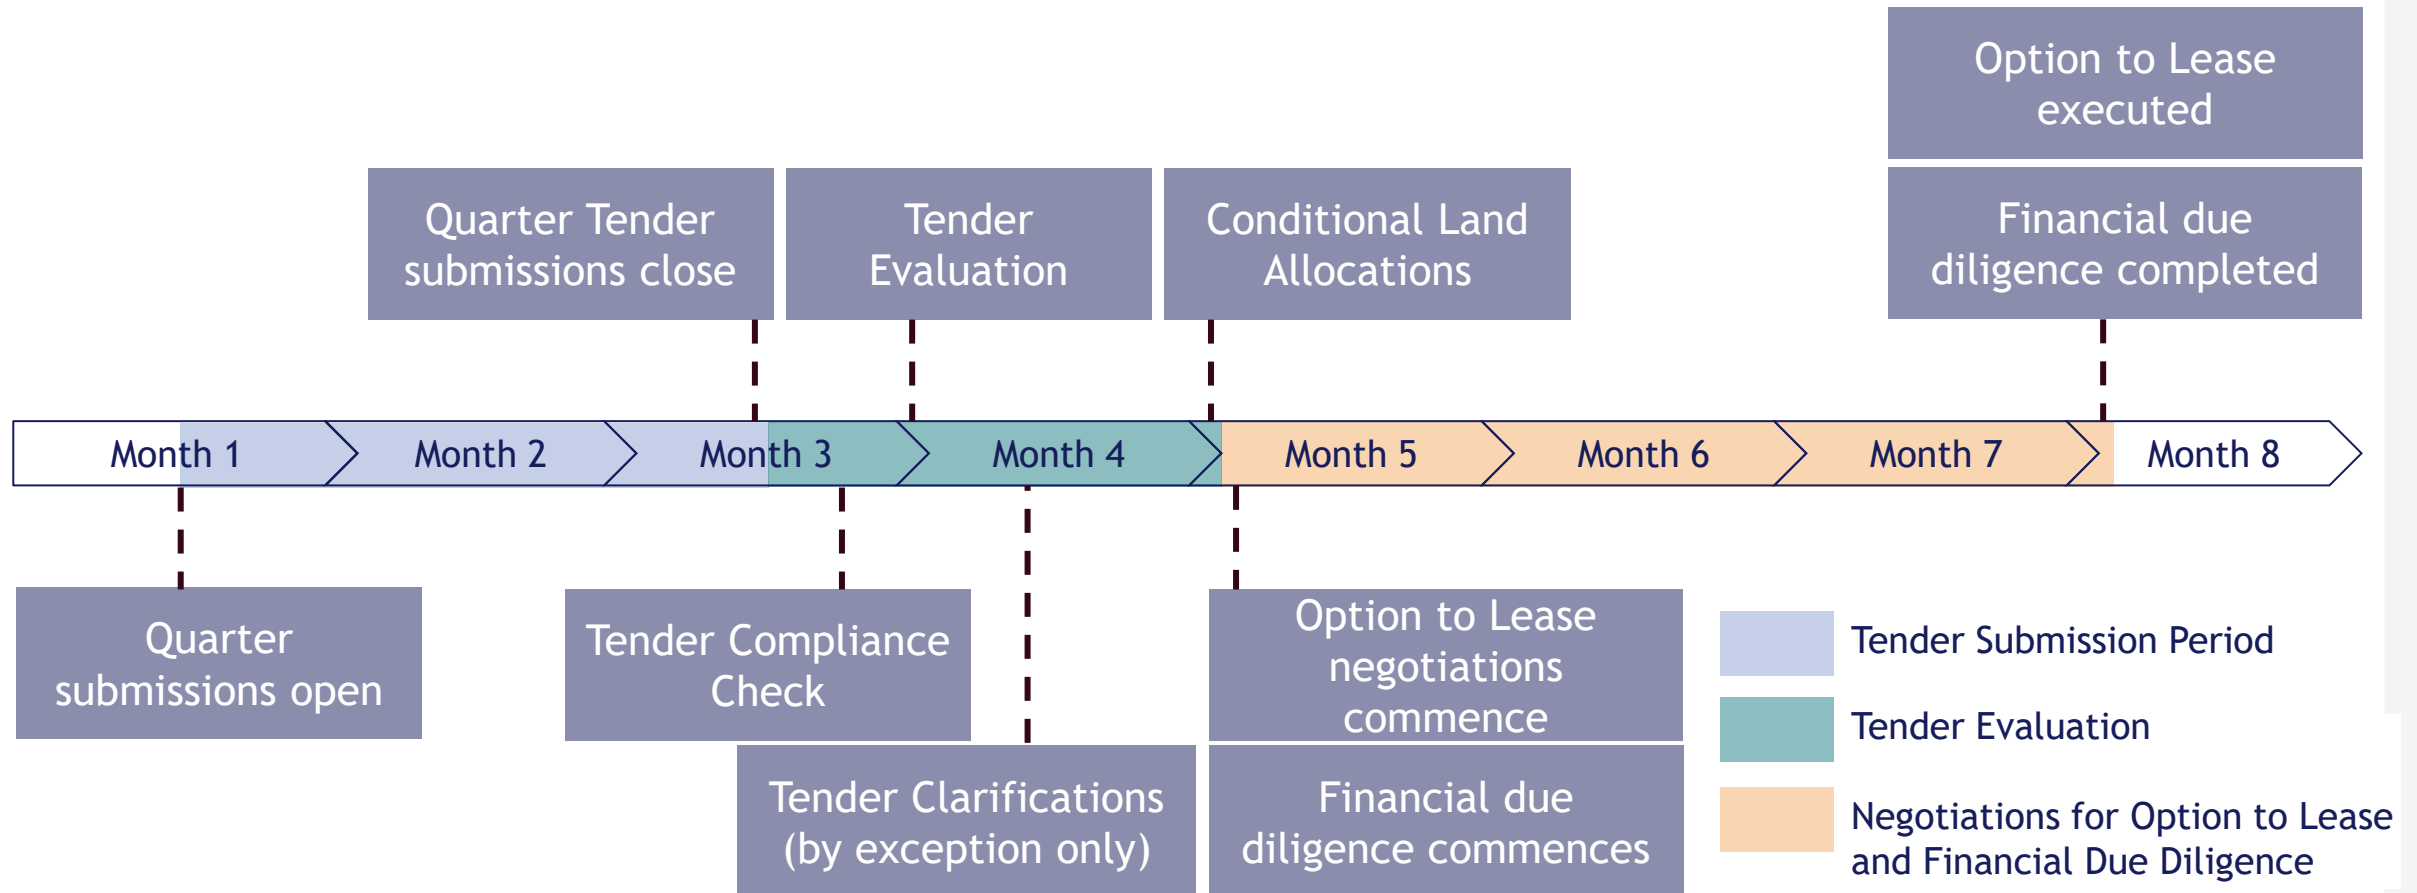 Option to Lease
executed
Quarter Tender
submissions close
Tender
Evaluation
Conditional Land
Allocations
Financial due
diligence completed
Month 1
Month 2
Month 3
Month 4
Month 5
Month 6
Month 7
Month 8
Quarter
submissions open
Tender Compliance
Check
Tender Clarifications
(by exception only)
Option to Lease
negotiations
commence
Financial due
diligence commences
Tender Submission Period
Tender Evaluation
Negotiations for Option to Lease
and Financial Due Diligence